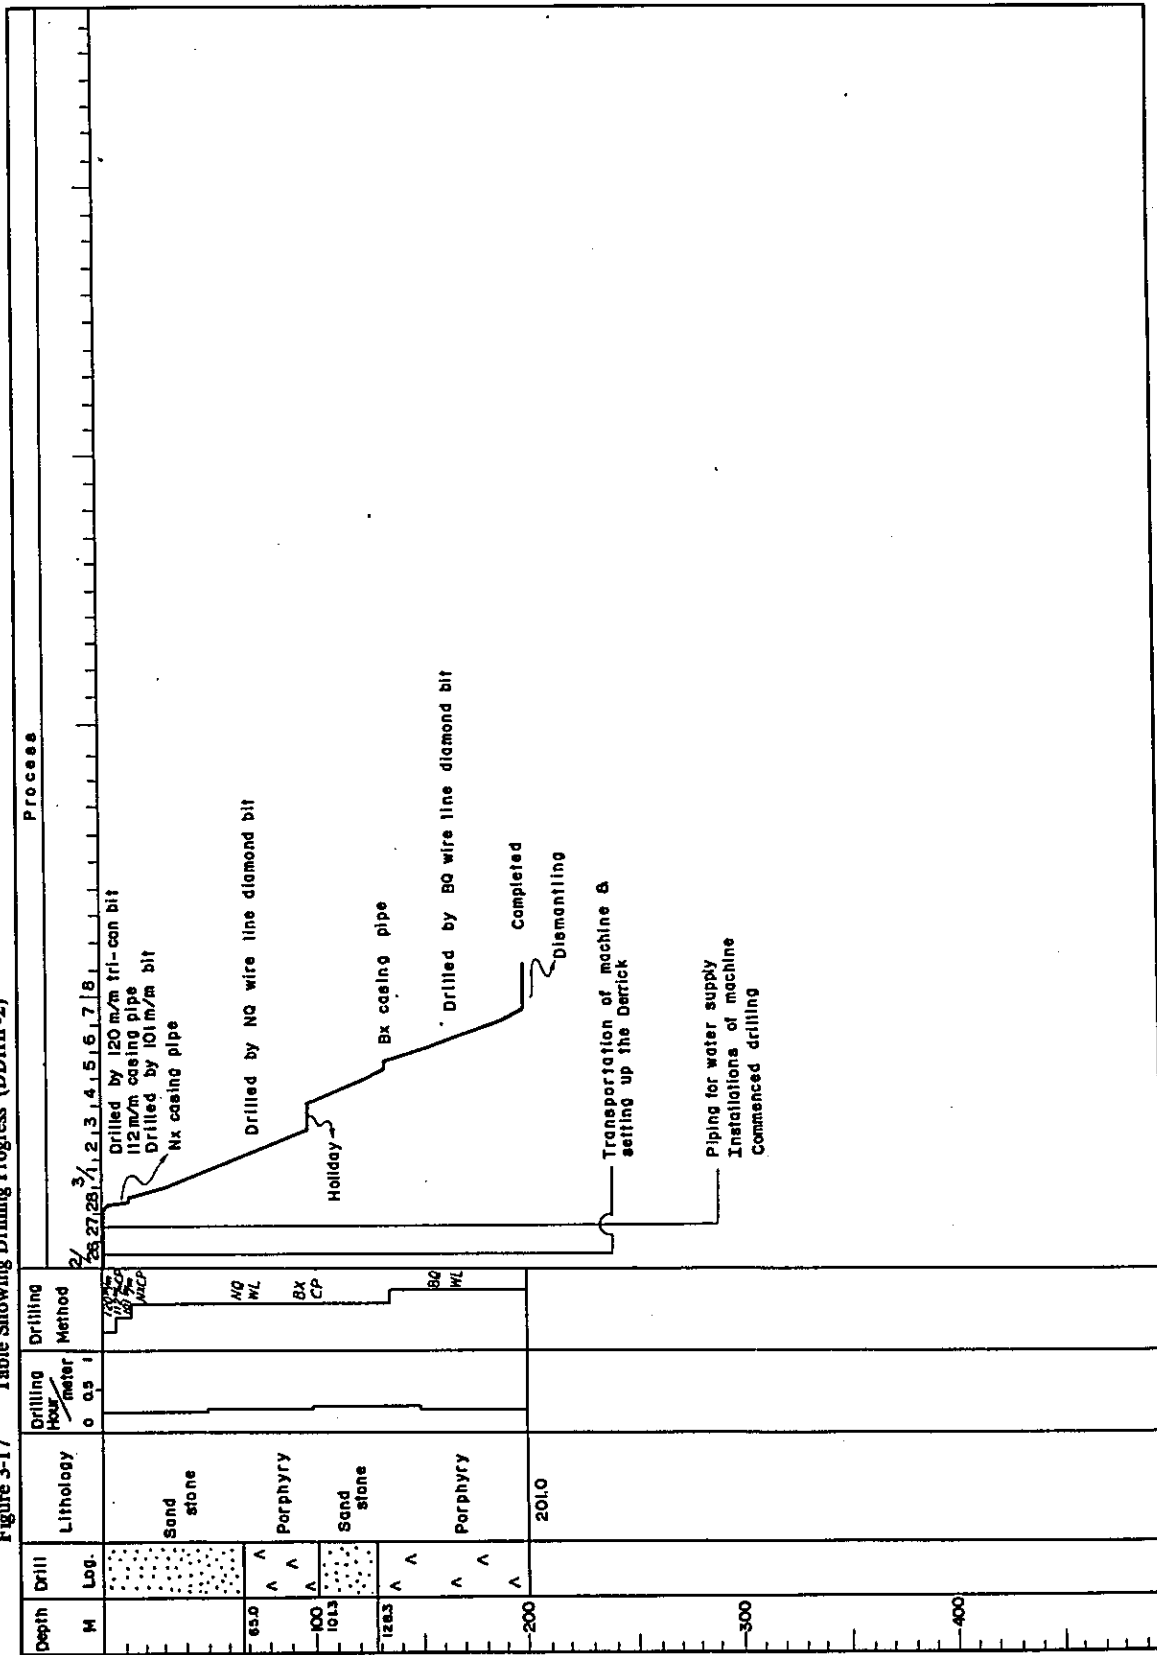 Figure 3-17 Table Showing Drilling Progress (DDH1-2)
Depth
M
Drill
Log.
Lithology
Drilling
Hour/meter
0 0.5 1
Drilling
Method
Process
2/
26 27 28
3/
1 2 3 4 5 6 7 8
65.0
100
101.3
128.3
200
300
400
Sand
stone
Porphyry
Sand
stone
Porphyry
201.0
NXCP
NQ
WL
BX
CP
BQ
WL
Drilled by 120 m/m tri-con bit
112 m/m casing pipe
Drilled by 101 m/m bit
Nx casing pipe
Drilled by NQ wire line diamond bit
Holiday
Bx casing pipe
Drilled by BQ wire line diamond bit
Completed
Dismantling
Transportation of machine &
setting up the Derrick
Piping for water supply
Installations of machine
Commenced drilling